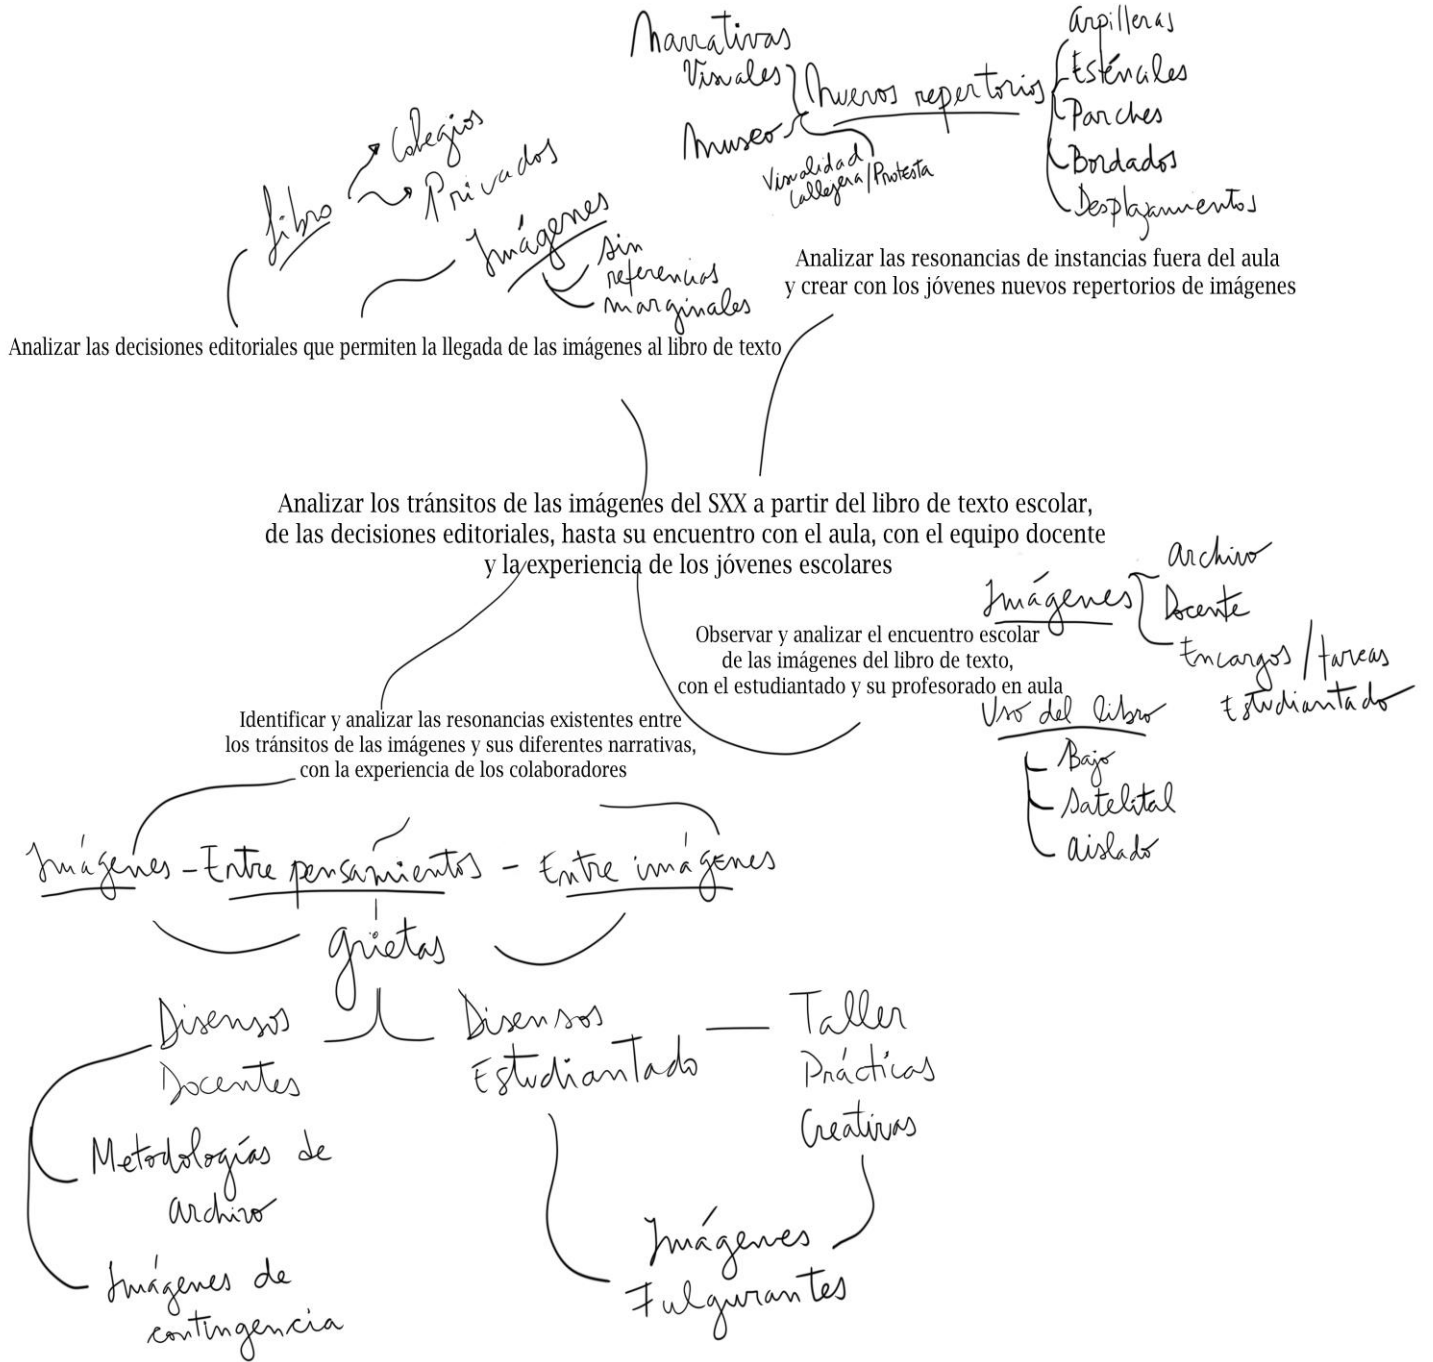 Narrativas
Visuales
Museo
Nuevos repertorios
Visualidad
Callejera/Protesta
Arpilleras
Esténciles
Parches
Bordados
Desplazamientos
Libro
Colegios
Privados
Imágenes
sin
referencias
marginales
Analizar las resonancias de instancias fuera del aula
y crear con los jóvenes nuevos repertorios de imágenes
Analizar las decisiones editoriales que permiten la llegada de las imágenes al libro de texto
Analizar los tránsitos de las imágenes del SXX a partir del libro de texto escolar,
de las decisiones editoriales, hasta su encuentro con el aula, con el equipo docente
y la experiencia de los jóvenes escolares
Observar y analizar el encuentro escolar
de las imágenes del libro de texto,
con el estudiantado y su profesorado en aula
Imágenes
Archivo
Docente
Encargos/tareas
Estudiantado
Uso del libro
Bajo
Satelital
Aislado
Identificar y analizar las resonancias existentes entre
los tránsitos de las imágenes y sus diferentes narrativas,
con la experiencia de los colaboradores
Imágenes - Entre pensamientos - Entre imágenes
Grietas
Disensos
Docentes
Metodologías de
Archivo
Imágenes de
contingencia
Disensos
Estudiantado
Taller
Prácticas
Creativas
Imágenes
Fulgurantes